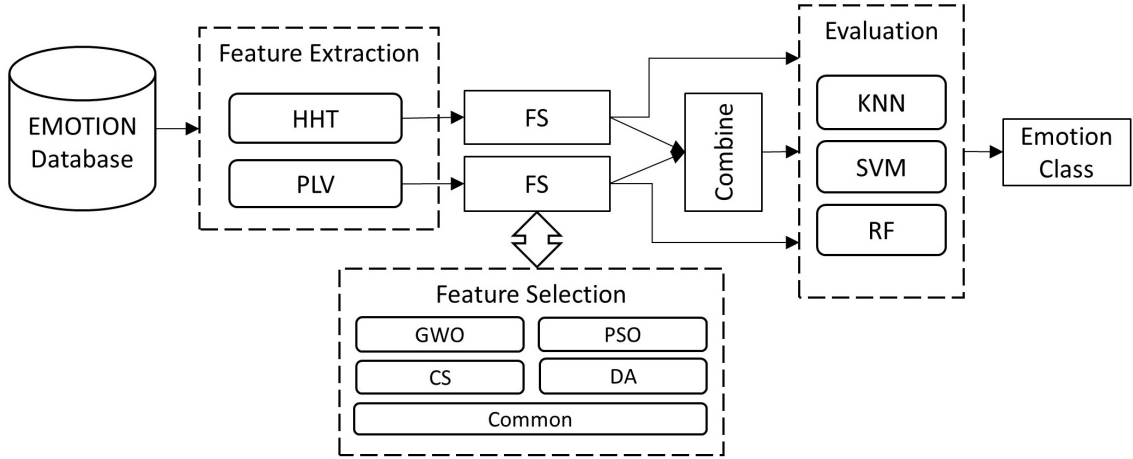 EMOTION
Database
Feature Extraction
HHT
PLV
FS
FS
Combine
Evaluation
KNN
SVM
RF
Emotion
Class
Feature Selection
GWO
PSO
CS
DA
Common